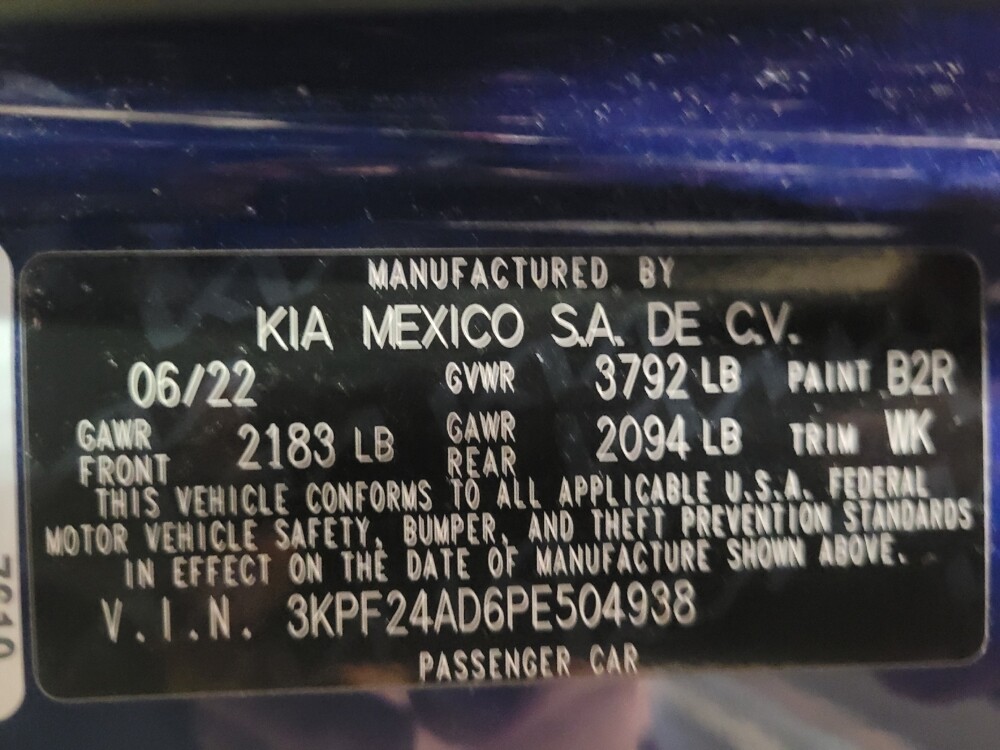 MANUFACTURED BY
KIA MEXICO S.A. DE C.V.
06/22 GVWR 3792 LB PAINT B2R
GAWR FRONT 2183 LB GAWR REAR 2094 LB TRIM WK
THIS VEHICLE CONFORMS TO ALL APPLICABLE U.S.A. FEDERAL
MOTOR VEHICLE SAFETY, BUMPER, AND THEFT PREVENTION STANDARDS
IN EFFECT ON THE DATE OF MANUFACTURE SHOWN ABOVE.
V.I.N. 3KPF24AD6PE504938
PASSENGER CAR